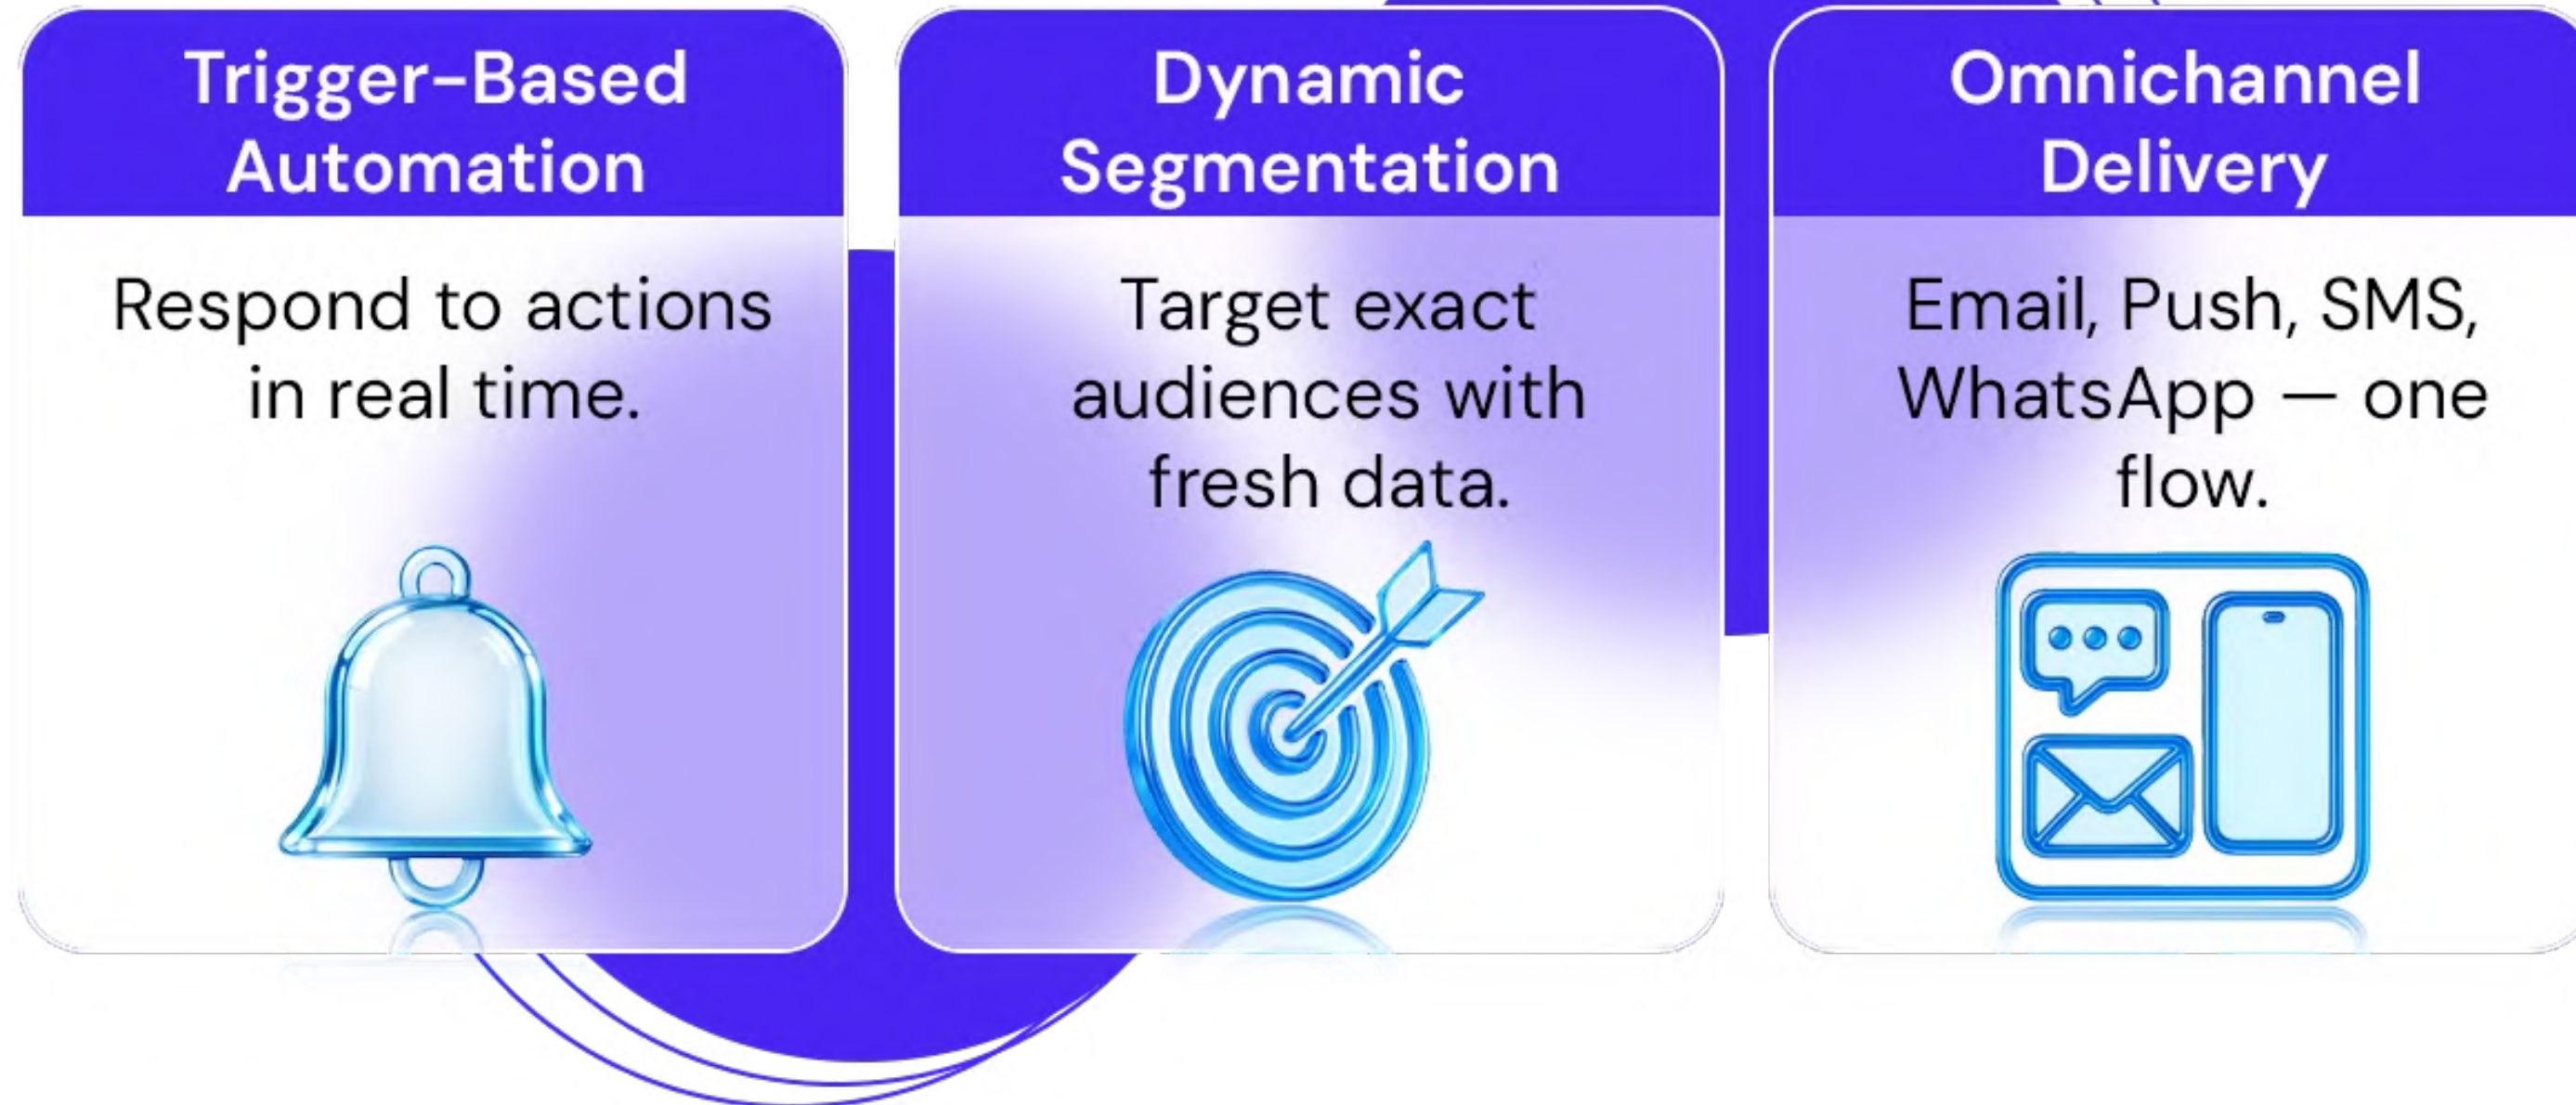 Trigger-Based
Automation
Respond to actions
in real time.
Dynamic
Segmentation
Target exact
audiences with
fresh data.
Omnichannel
Delivery
Email, Push, SMS,
WhatsApp — one
flow.